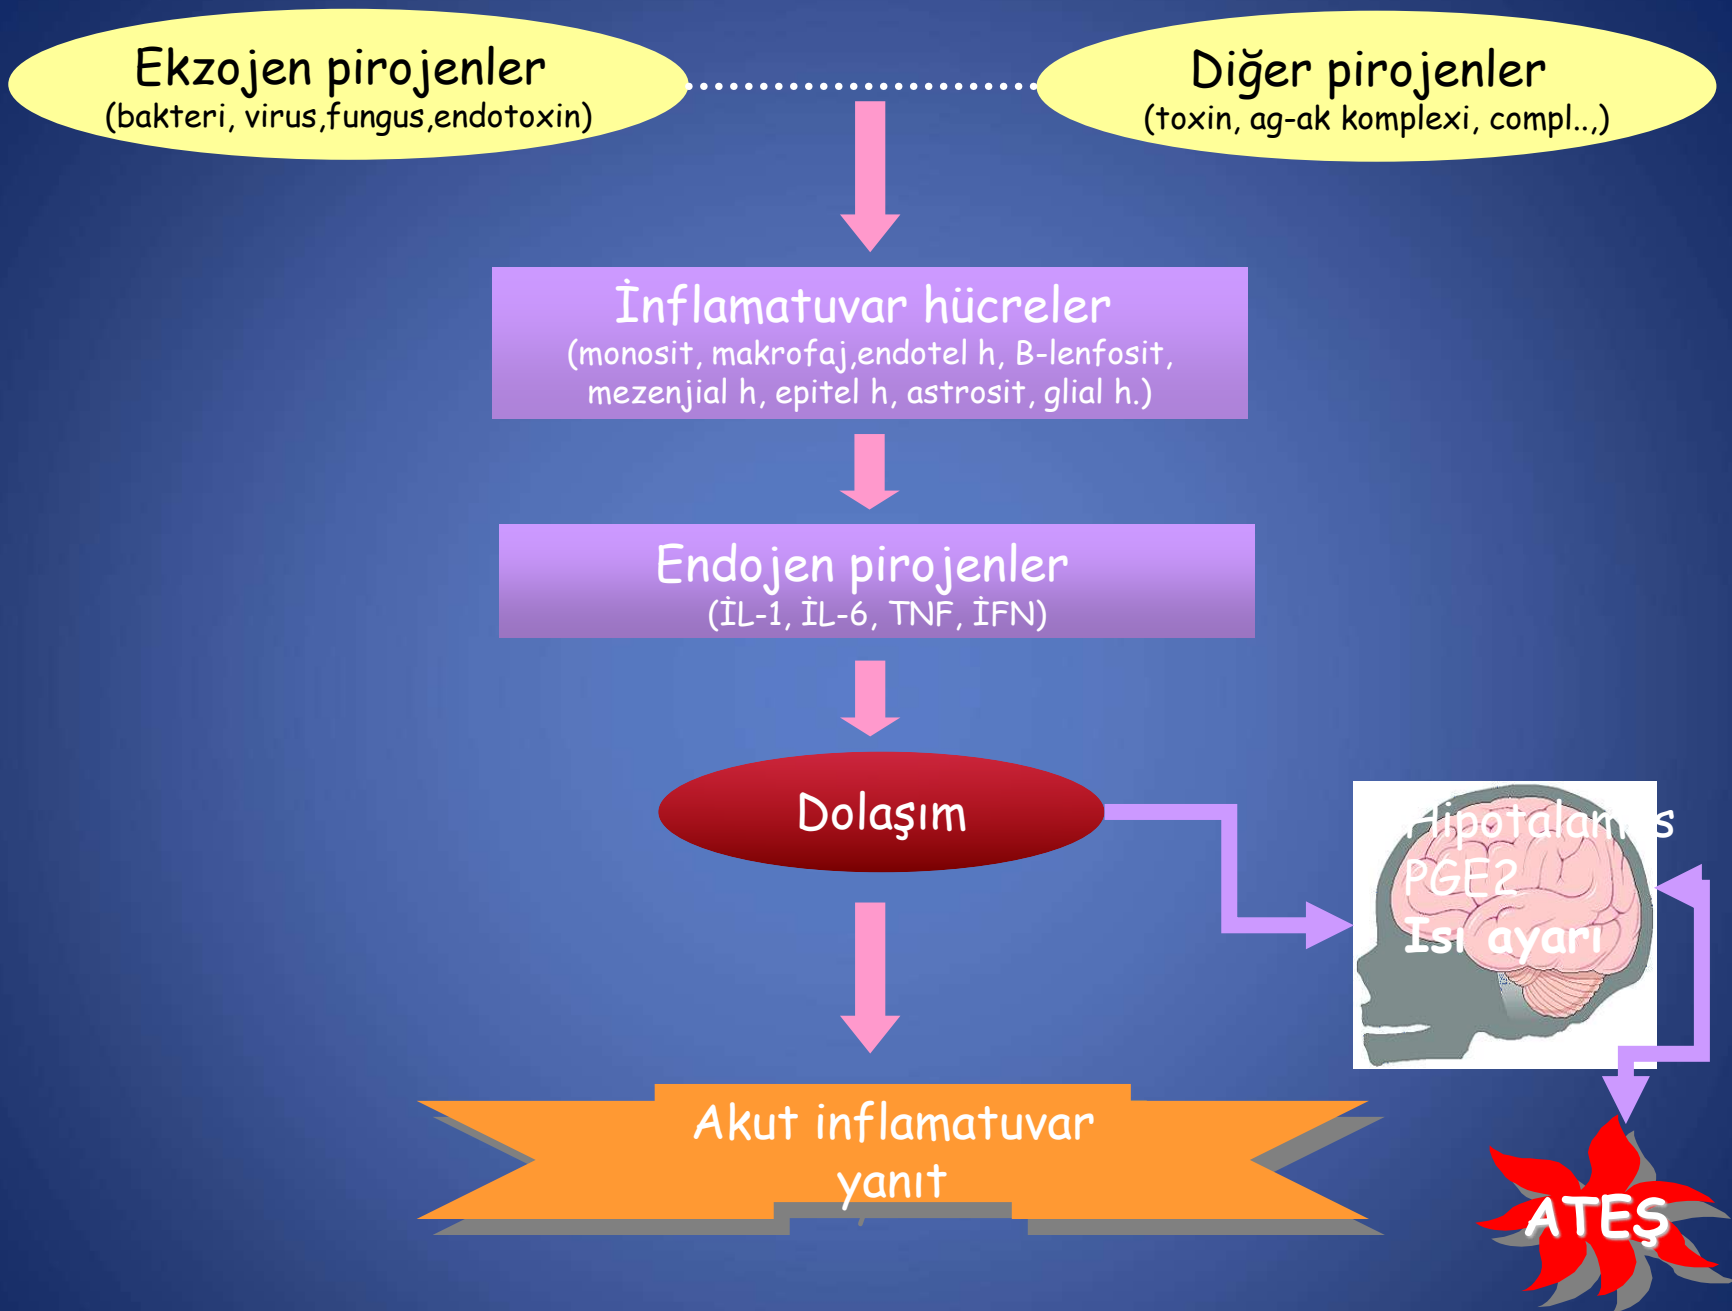 Ekzojen pirojenler
(bakteri, virus,fungus,endotoxin)
Diğer pirojenler
(toxin, ag-ak komplexi, compl..,)
İnflamatuvar hücreler
(monosit, makrofaj,endotel h, B-lenfosit,
mezenjial h, epitel h, astrosit, glial h.)
Endojen pirojenler
(İL-1, İL-6, TNF, İFN)
Dolaşım
Hipotalamus
PGE2
Isı ayarı
Akut inflamatuvar
yanıt
ATEŞ